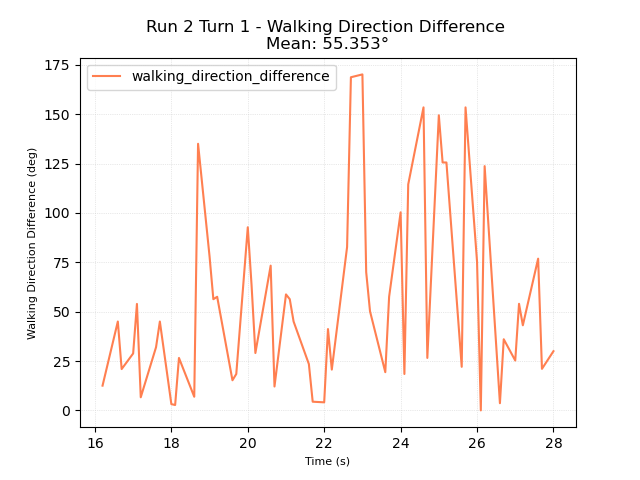 Run 2 Turn 1 - Walking Direction Difference
Mean: 55.353°
walking_direction_difference
175
150
125
100
75
50
25
0
Walking Direction Difference (deg)
16 18 20 22 24 26 28
Time (s)